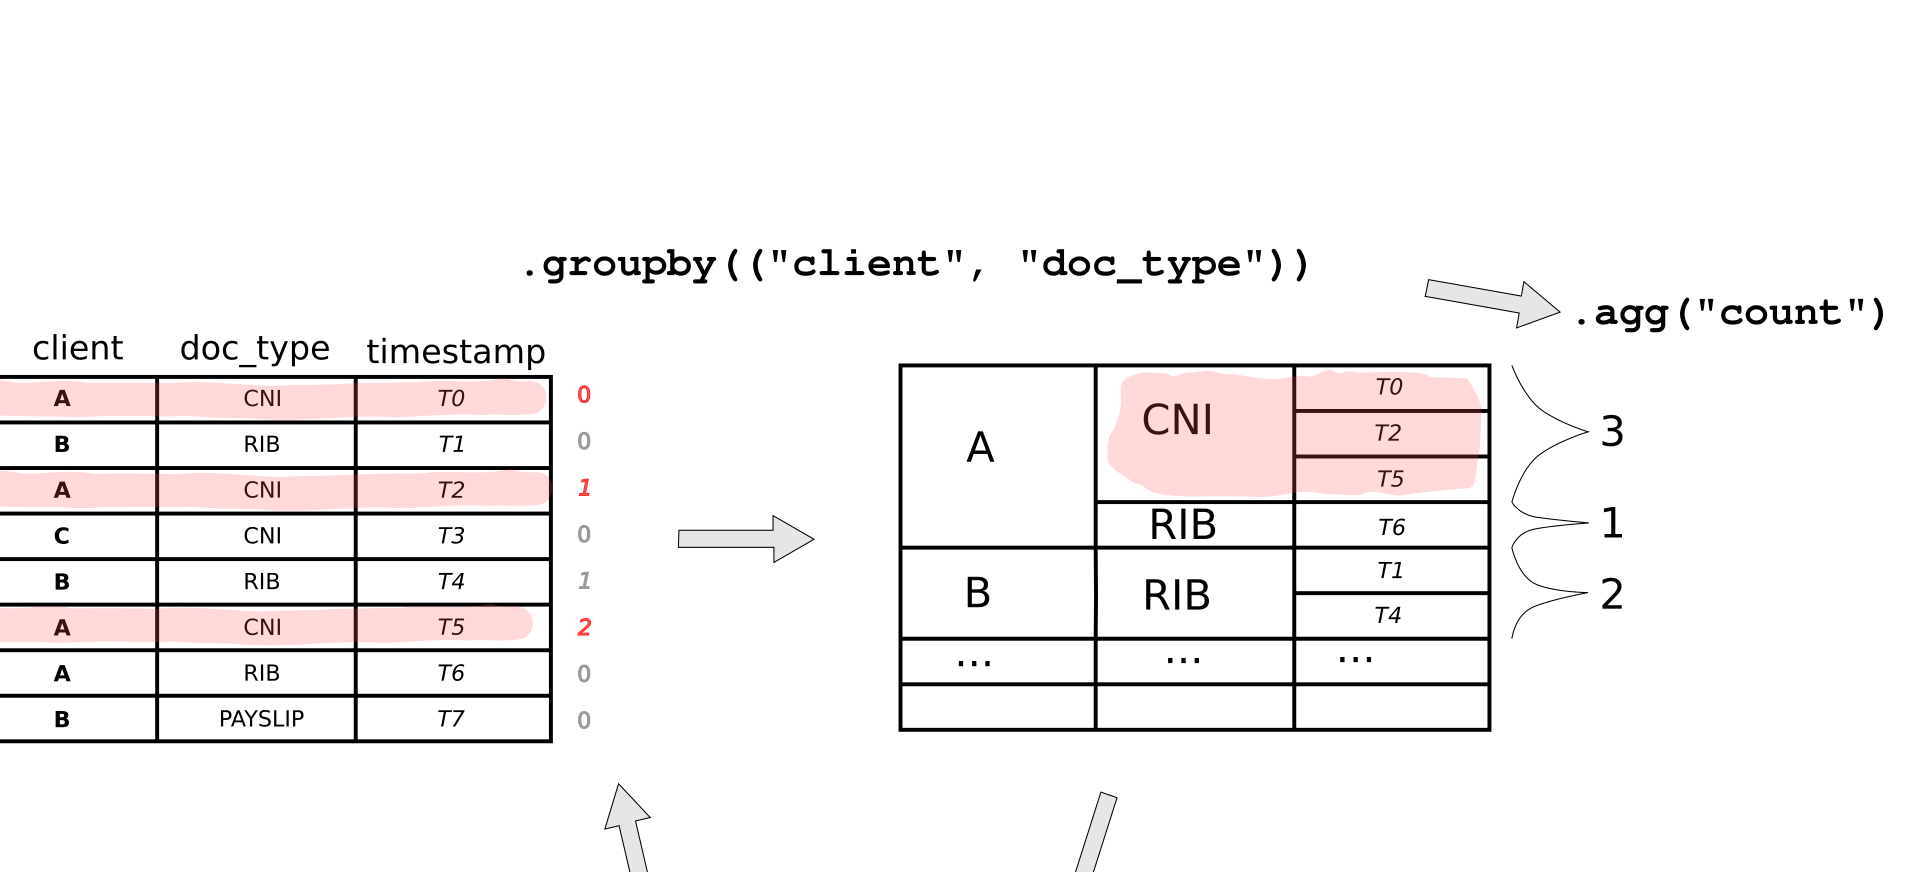 .groupby(("client", "doc_type"))
.agg("count")
client doc_type timestamp
A CNI T0 0
B RIB T1 0
A CNI T2 1
C CNI T3 0
B RIB T4 1
A CNI T5 2
A RIB T6 0
B PAYSLIP T7 0
A CNI T0
T2
T5
3
RIB T6 1
B RIB T1
T4
2
... ... ...